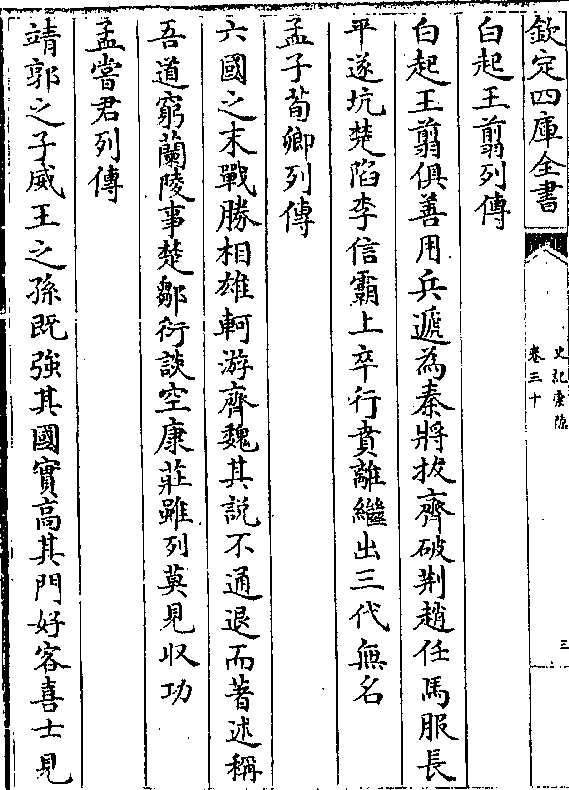 欽定四庫全書
史記索隱
卷三十
三
白起王翦列傳
白起王翦俱善用兵遞為秦將拔齊破荆趙任馬服長
平遂坑楚陷李信霸上卒行賁離繼出三代無名
孟子荀卿列傳
六國之末戰勝相雄軻游齊魏其說不通退而著述稱
吾道窮蘭陵事楚鄒衍談空康莊雖列莫見收功
孟嘗君列傳
靖郭之子威王之孫既強其國實高其門好客喜士見